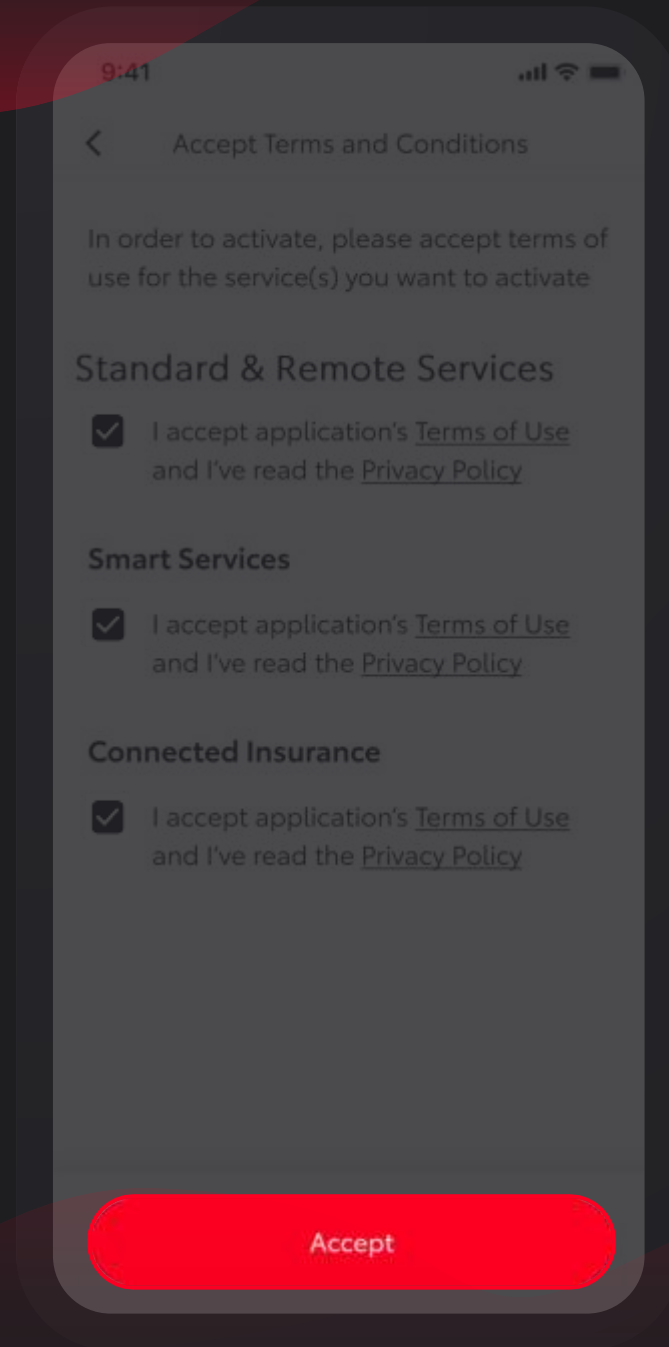 9:41
Accept Terms and Conditions
In order to activate, please accept terms of
use for the service(s) you want to activate
Standard & Remote Services
I accept application's Terms of Use
and I've read the Privacy Policy
Smart Services
I accept application's Terms of Use
and I've read the Privacy Policy
Connected Insurance
I accept application's Terms of Use
and I've read the Privacy Policy
Accept